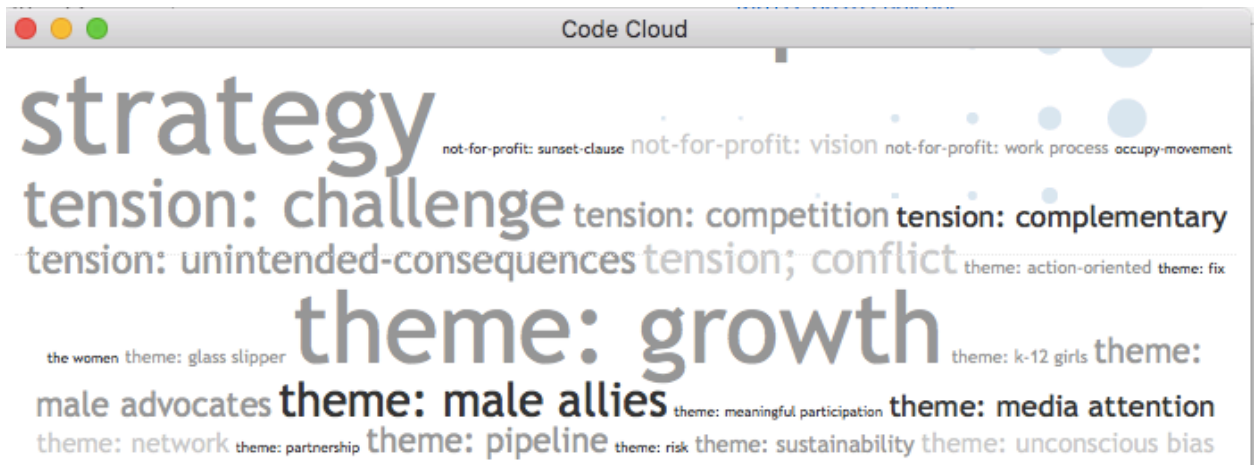 Code Cloud
strategy not-for-profit: sunset-clause not-for-profit: vision not-for-profit: work process occupy-movement
tension: challenge tension: competition tension: complementary
tension: unintended-consequences tension; conflict theme: action-oriented theme: fix
the women theme: glass slipper theme: growth theme: k-12 girls theme:
male advocates theme: male allies theme: meaningful participation theme: media attention
theme: network theme: partnership theme: pipeline theme: risk theme: sustainability theme: unconscious bias